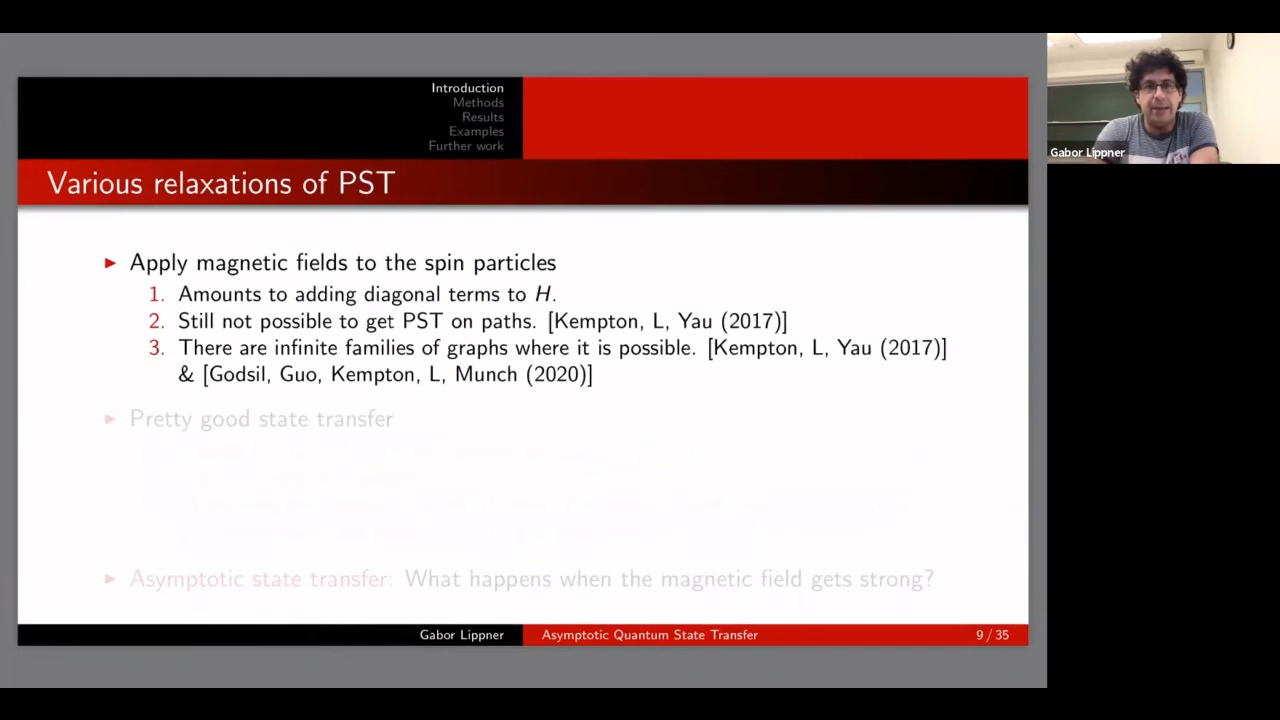 Introduction
Methods
Results
Examples
Further work
Various relaxations of PST
Apply magnetic fields to the spin particles
1. Amounts to adding diagonal terms to H.
2. Still not possible to get PST on paths. [Kempton, L, Yau (2017)]
3. There are infinite families of graphs where it is possible. [Kempton, L, Yau (2017)]
& [Godsil, Guo, Kempton, L, Munch (2020)]
Pretty good state transfer
Asymptotic state transfer: What happens when the magnetic field gets strong?
Gabor Lippner
Asymptotic Quantum State Transfer
9 / 35
Gabor Lippner